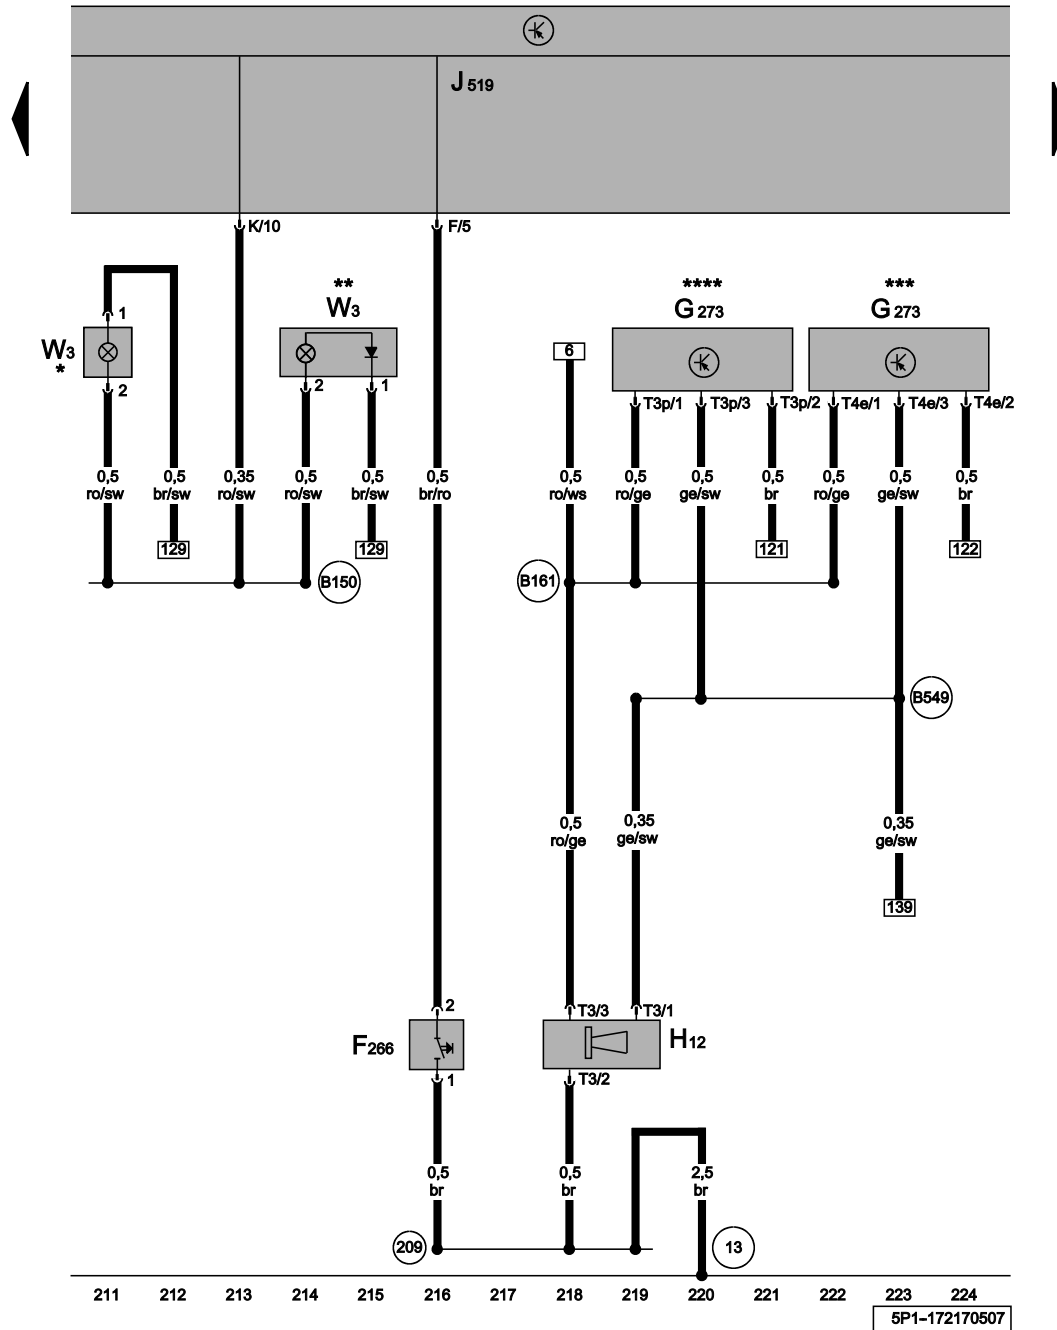 J 519
K/10
F/5
**
W3
****
G 273
***
G 273
1
W3
*
2
2
1
6
T3p/1
T3p/3
T3p/2
T4e/1
T4e/3
T4e/2
0,5
ro/sw
0,5
br/sw
0,35
ro/sw
0,5
ro/sw
0,5
br/sw
0,5
br/ro
0,5
ro/ws
0,5
ro/ge
0,5
ge/sw
0,5
br
0,5
ro/ge
0,5
ge/sw
0,5
br
129
129
121
122
B150
B161
B549
0,5
ro/ge
0,35
ge/sw
0,35
ge/sw
139
2
T3/3
T3/1
F266
H12
1
T3/2
0,5
br
0,5
br
2,5
br
209
13
211 212 213 214 215 216 217 218 219 220 221 222 223 224
5P1-172170507